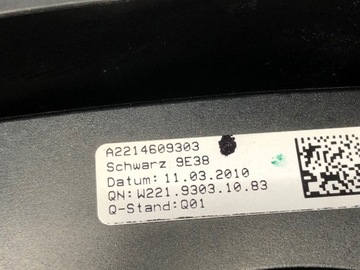 A2214609303
Schwarz 9E38
Datum: 11.03.2010
QN: W221.9303.10.83
Q-Stand:Q01